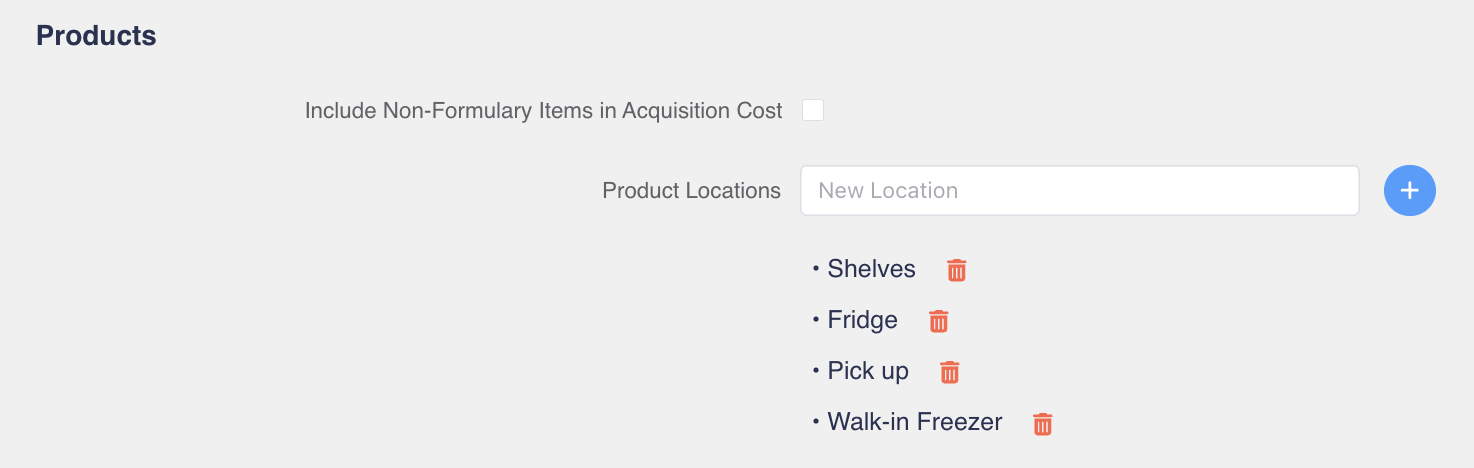 Products
Include Non-Formulary Items in Acquisition Cost
Product Locations New Location
• Shelves
• Fridge
• Pick up
• Walk-in Freezer